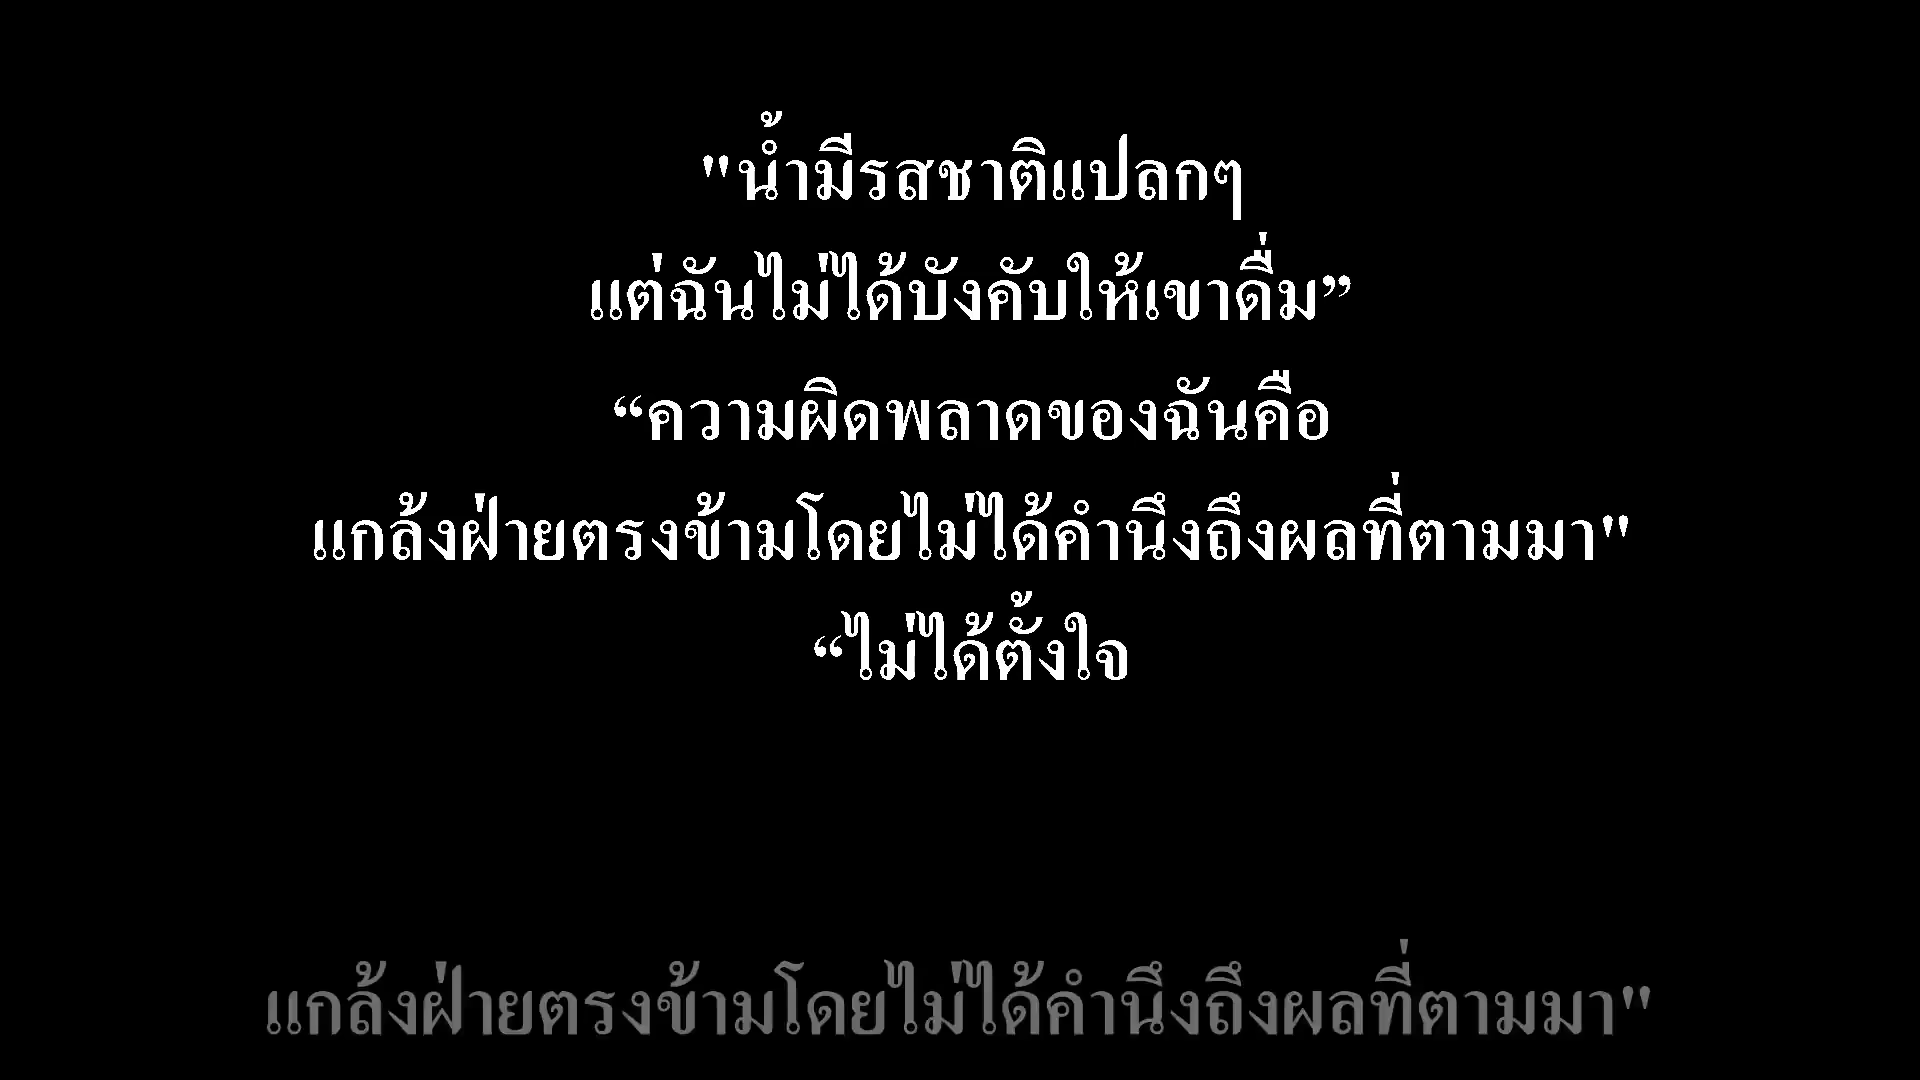 "น้ำมีรสชาติแปลกๆ
แต่ฉันไม่ได้บังคับให้เขาดื่ม”
“ความผิดพลาดของฉันคือ
แกล้งฝ่ายตรงข้ามโดยไม่ได้คำนึงถึงผลที่ตามมา"
“ไม่ได้ตั้งใจ
แกล้งฝ่ายตรงข้ามโดยไม่ได้คำนึงถึงผลที่ตามมา"